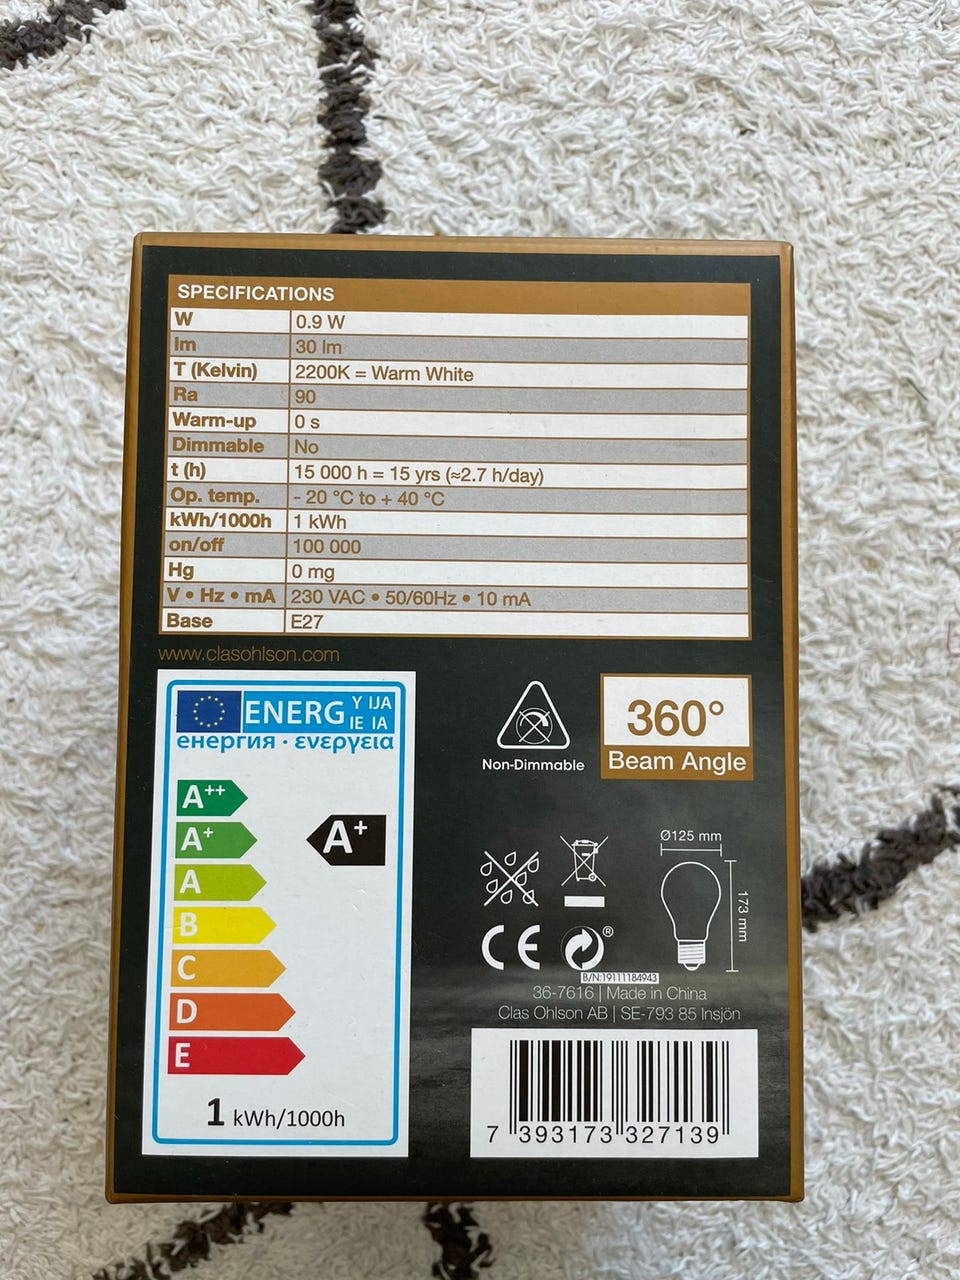 SPECIFICATIONS
W 0.9 W
lm 30 lm
T (Kelvin) 2200K = Warm White
Ra 90
Warm-up 0 s
Dimmable No
t (h) 15 000 h = 15 yrs (≈2.7 h/day)
Op. temp. - 20 °C to + 40 °C
kWh/1000h 1 kWh
on/off 100 000
Hg 0 mg
V • Hz • mA 230 VAC • 50/60Hz • 10 mA
Base E27
www.clasohlson.com
ENERG Y IJA
IE IA
енергия · ενεργεια
A++
A+
A+
A
B
C
D
E
1 kWh/1000h
Non-Dimmable
360°
Beam Angle
Ø125 mm
173 mm
CE
®
B/N:19111184943
36-7616 | Made in China
Clas Ohlson AB | SE-793 85 Insjön
7 393173 327139